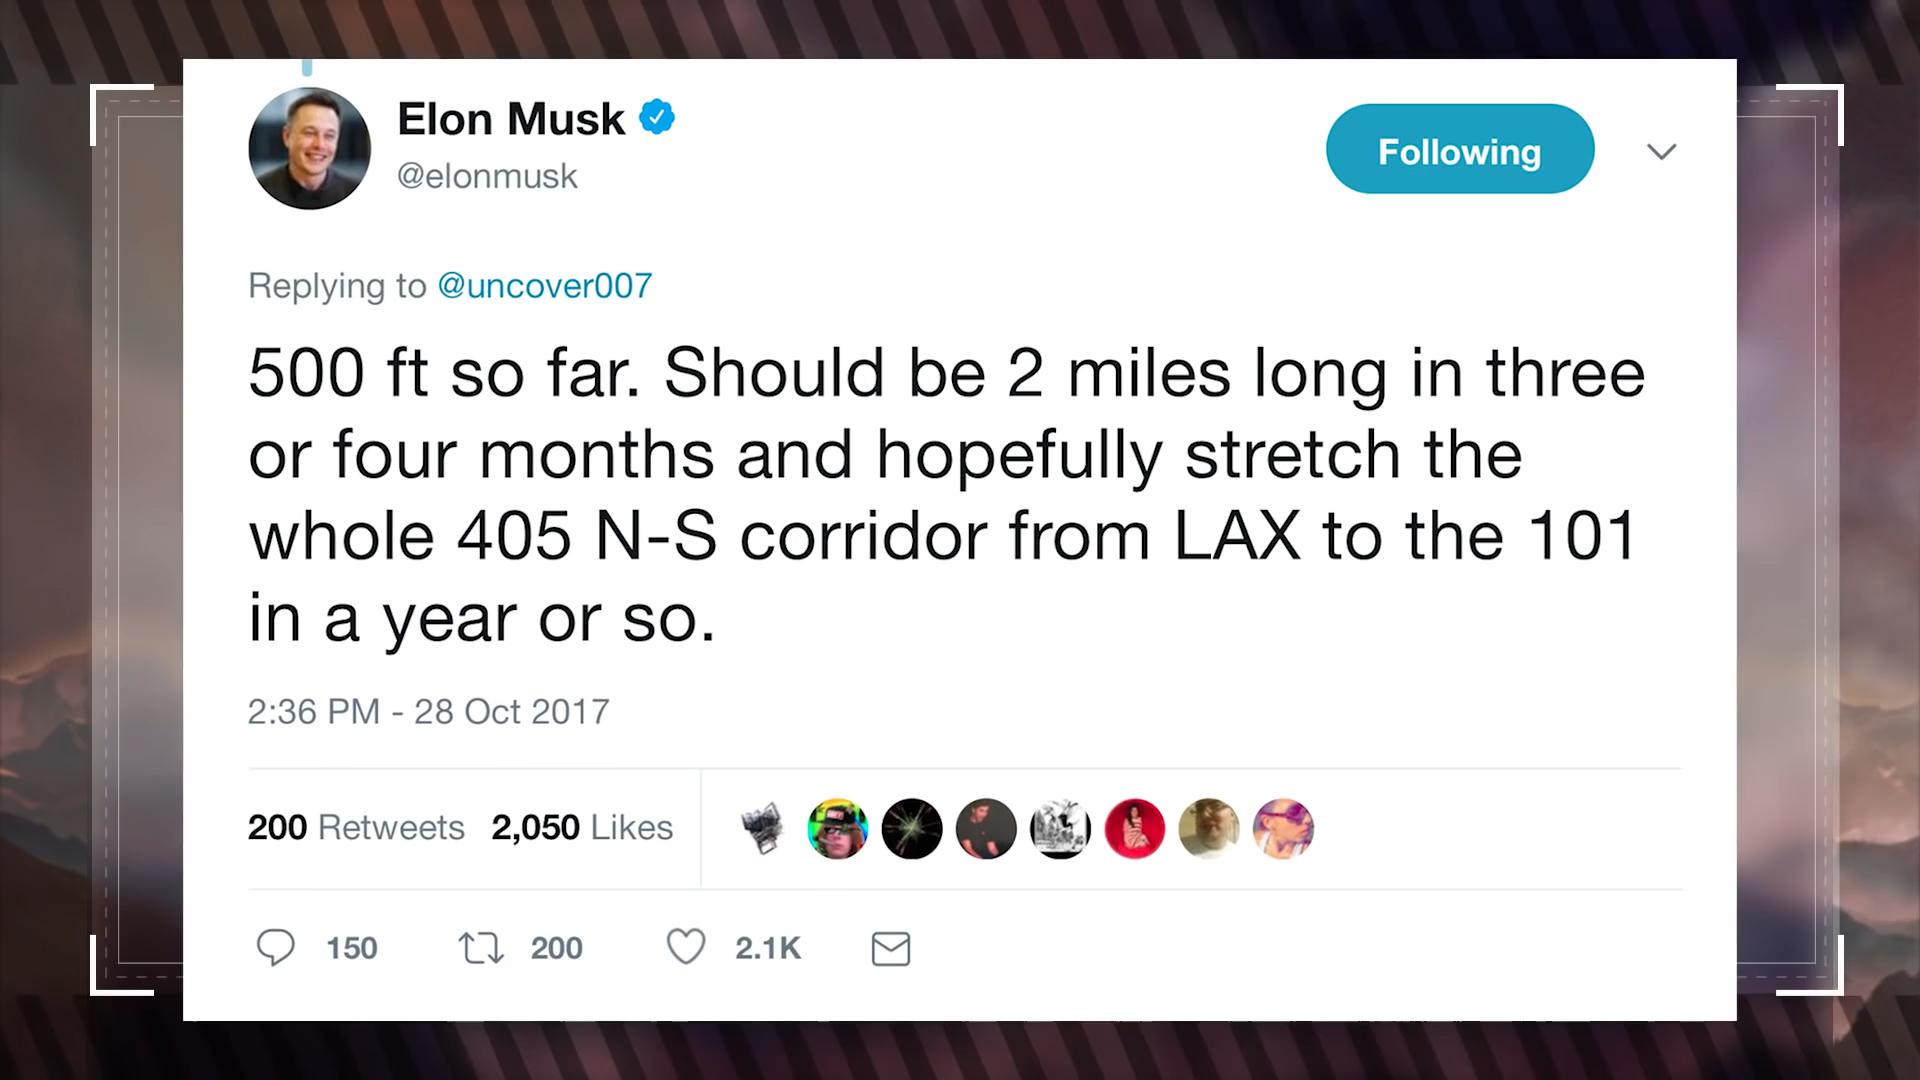 Elon Musk
@elonmusk
Following
Replying to @uncover007
500 ft so far. Should be 2 miles long in three
or four months and hopefully stretch the
whole 405 N-S corridor from LAX to the 101
in a year or so.
2:36 PM - 28 Oct 2017
200 Retweets 2,050 Likes
150 200 2.1K